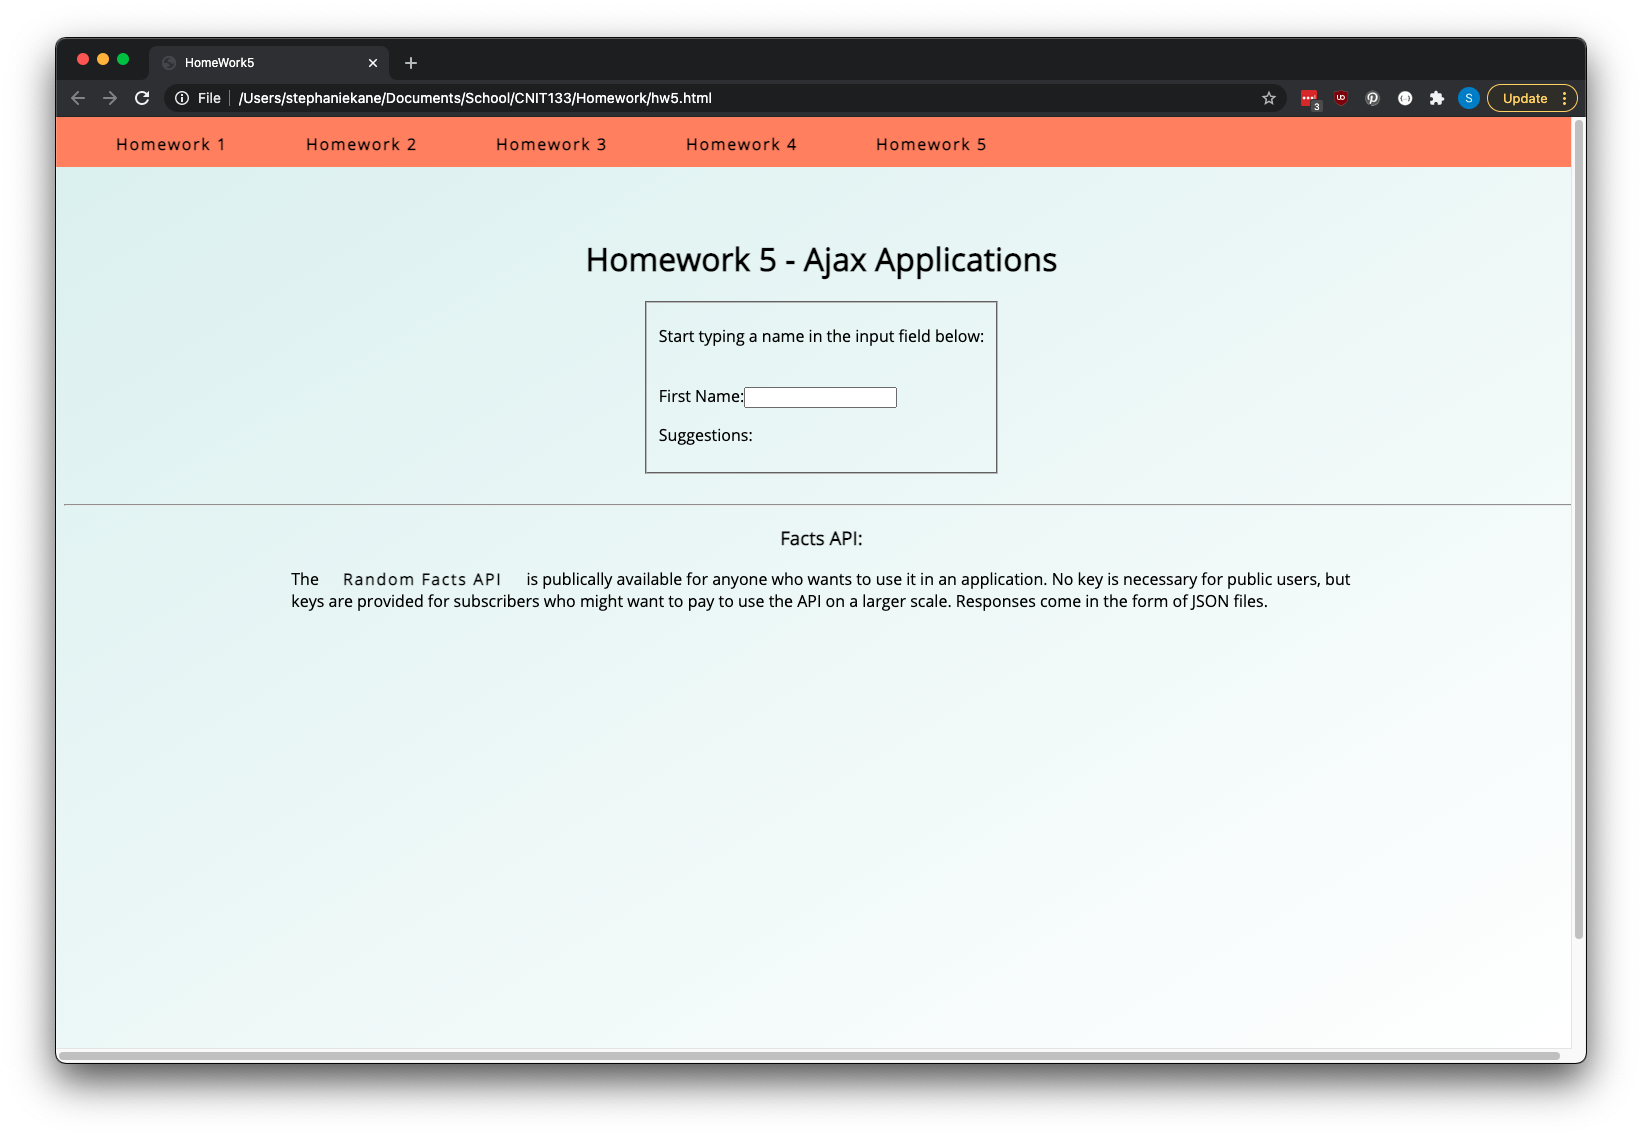 HomeWork5
File /Users/stephaniekane/Documents/School/CNIT133/Homework/hw5.html 3 UD S Update
Homework 1 Homework 2 Homework 3 Homework 4 Homework 5
Homework 5 - Ajax Applications
Start typing a name in the input field below:
First Name:
Suggestions:
Facts API:
The Random Facts API is publically available for anyone who wants to use it in an application. No key is necessary for public users, but
keys are provided for subscribers who might want to pay to use the API on a larger scale. Responses come in the form of JSON files.